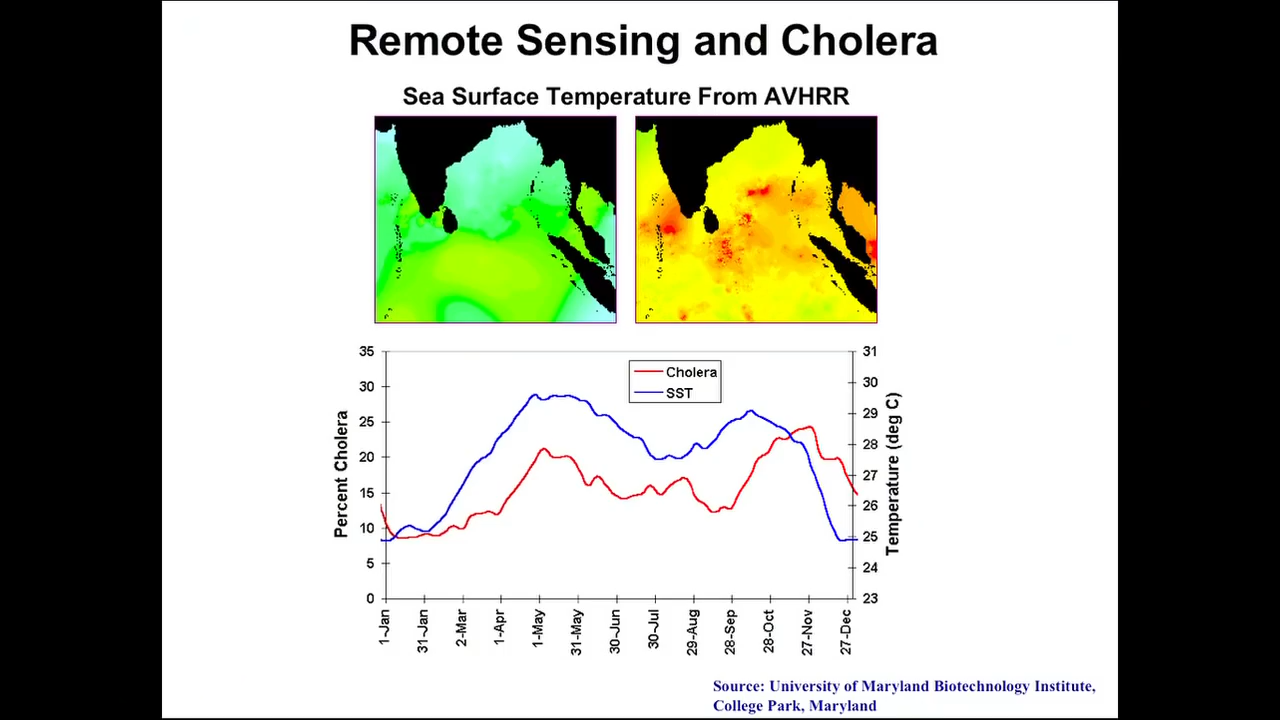 Remote Sensing and Cholera
Sea Surface Temperature From AVHRR
35
30
25
20
15
10
5
0
Percent Cholera
Cholera
SST
31
30
29
28
27
26
25
24
23
Temperature (deg C)
1-Jan
31-Jan
2-Mar
1-Apr
1-May
31-May
30-Jun
30-Jul
29-Aug
28-Sep
28-Oct
27-Nov
27-Dec
Source: University of Maryland Biotechnology Institute,
College Park, Maryland